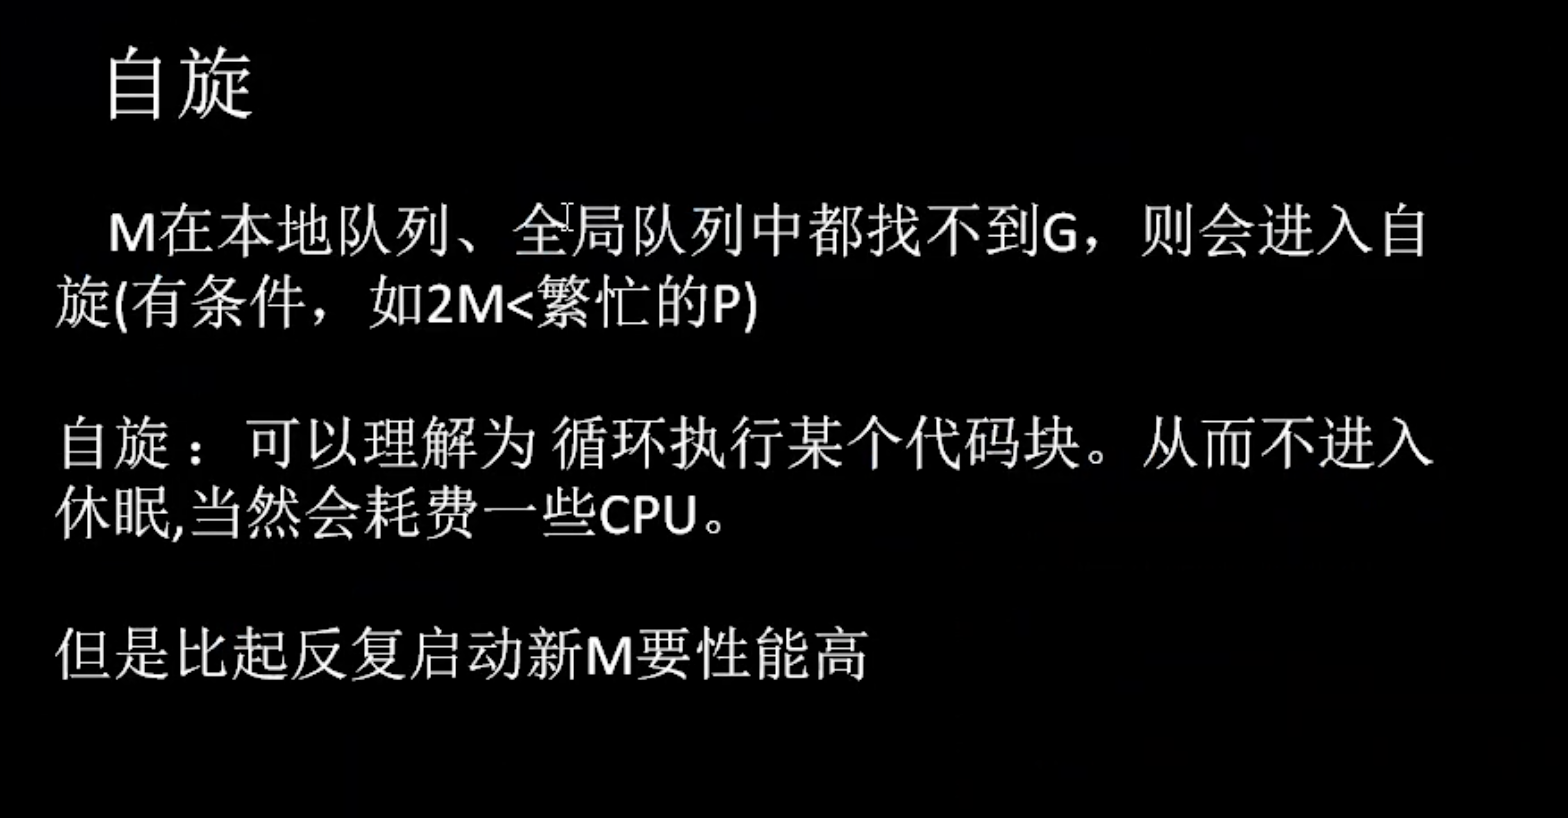 自旋
M在本地队列、全局队列中都找不到G，则会进入自
旋(有条件，如2M<繁忙的P)
自旋： 可以理解为 循环执行某个代码块。从而不进入
休眠,当然会耗费一些CPU。
但是比起反复启动新M要性能高